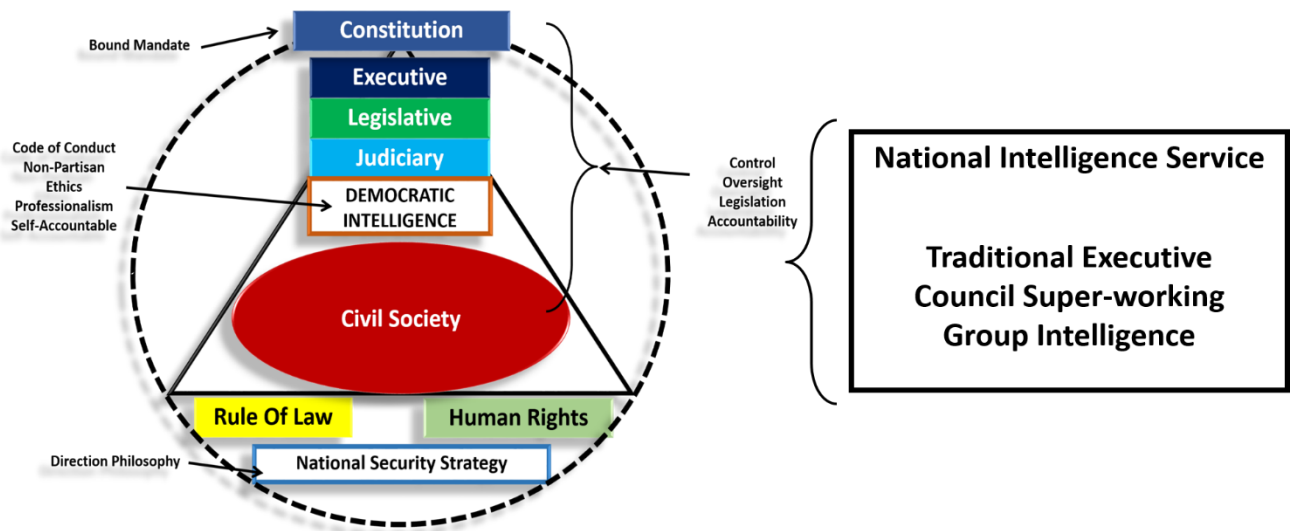 Constitution
Bound Mandate
Executive
Legislative
Judiciary
DEMOCRATIC
INTELLIGENCE
Code of Conduct
Non-Partisan
Ethics
Professionalism
Self-Accountable
Civil Society
Rule Of Law
Human Rights
Direction Philosophy
National Security Strategy
Control
Oversight
Legislation
Accountability
National Intelligence Service
Traditional Executive
Council Super-working
Group Intelligence